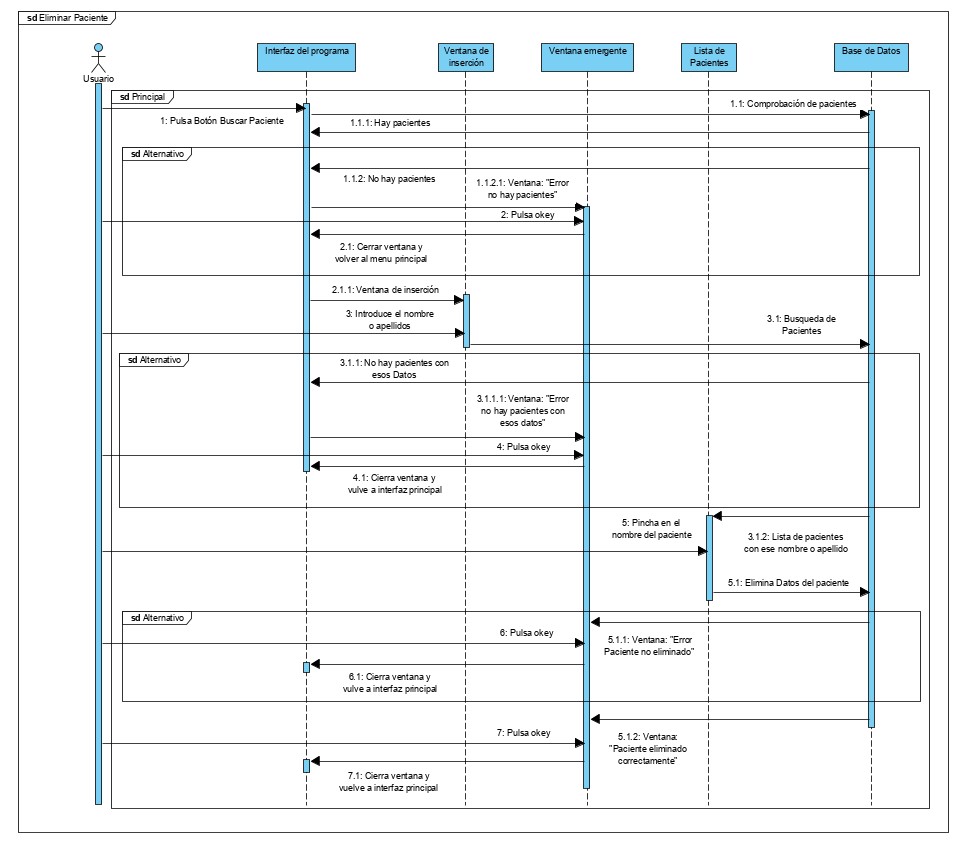 sd Eliminar Paciente
Usuario
Interfaz del programa
Ventana de
inserción
Ventana emergente
Lista de
Pacientes
Base de Datos
sd Principal
1: Pulsa Botón Buscar Paciente
1.1: Comprobación de pacientes
1.1.1: Hay pacientes
sd Alternativo
1.1.2: No hay pacientes
1.1.2.1: Ventana: "Error
no hay pacientes"
2: Pulsa okey
2.1: Cerrar ventana y
volver al menu principal
2.1.1: Ventana de inserción
3: Introduce el nombre
o apellidos
3.1: Busqueda de
Pacientes
sd Alternativo
3.1.1: No hay pacientes con
esos Datos
3.1.1.1: Ventana: "Error
no hay pacientes con
esos datos"
4: Pulsa okey
4.1: Cierra ventana y
vulve a interfaz principal
5: Pincha en el
nombre del paciente
3.1.2: Lista de pacientes
con ese nombre o apellido
5.1: Elimina Datos del paciente
sd Alternativo
6: Pulsa okey
5.1.1: Ventana: "Error
Paciente no eliminado"
6.1: Cierra ventana y
vulve a interfaz principal
7: Pulsa okey
5.1.2: Ventana:
"Paciente eliminado
correctamente"
7.1: Cierra ventana y
vuelve a interfaz principal